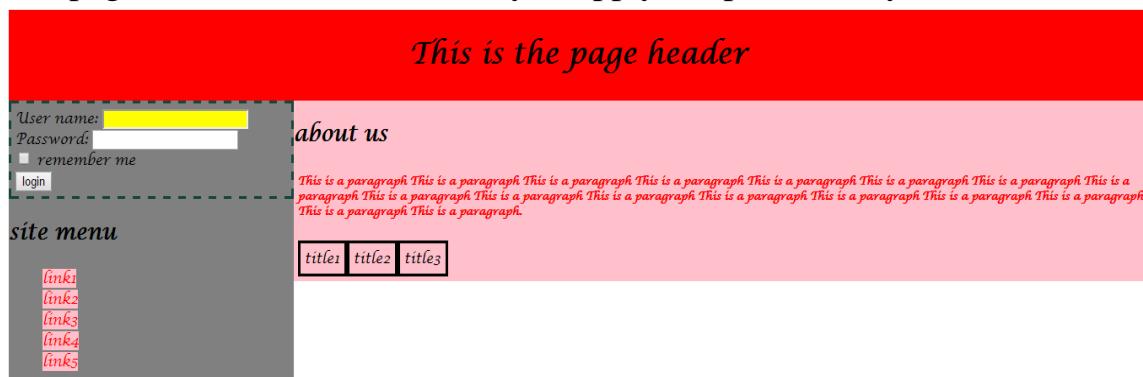 This is the page header
User name:
Password:
remember me
login
site menu
link1
link2
link3
link4
link5
about us
This is a paragraph This is a paragraph This is a paragraph This is a paragraph This is a paragraph This is a paragraph This is a paragraph This is a
paragraph This is a paragraph This is a paragraph This is a paragraph This is a paragraph This is a paragraph This is a paragraph This is a paragraph
This is a paragraph This is a paragraph.
title1 title2 title3